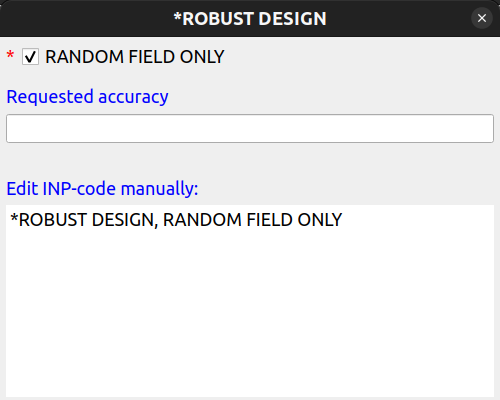 *ROBUST DESIGN
* RANDOM FIELD ONLY
Requested accuracy
Edit INP-code manually:
*ROBUST DESIGN, RANDOM FIELD ONLY